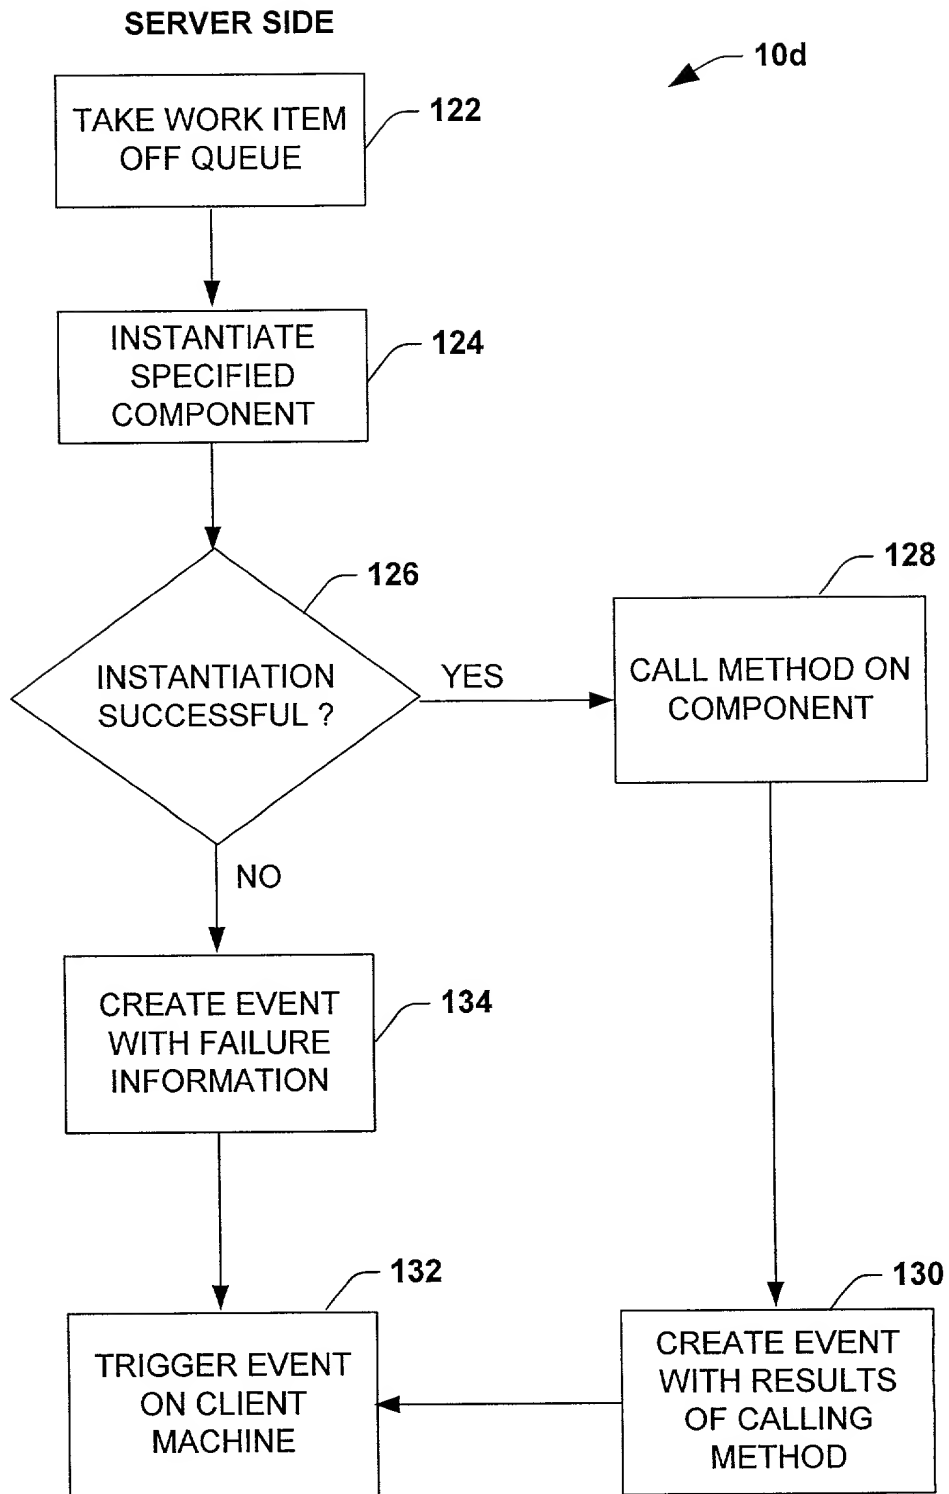 SERVER SIDE
10d
TAKE WORK ITEM
OFF QUEUE
122
INSTANTIATE
SPECIFIED
COMPONENT
124
126
INSTANTIATION
SUCCESSFUL ?
YES
128
CALL METHOD ON
COMPONENT
NO
CREATE EVENT
WITH FAILURE
INFORMATION
134
132
TRIGGER EVENT
ON CLIENT
MACHINE
130
CREATE EVENT
WITH RESULTS
OF CALLING
METHOD